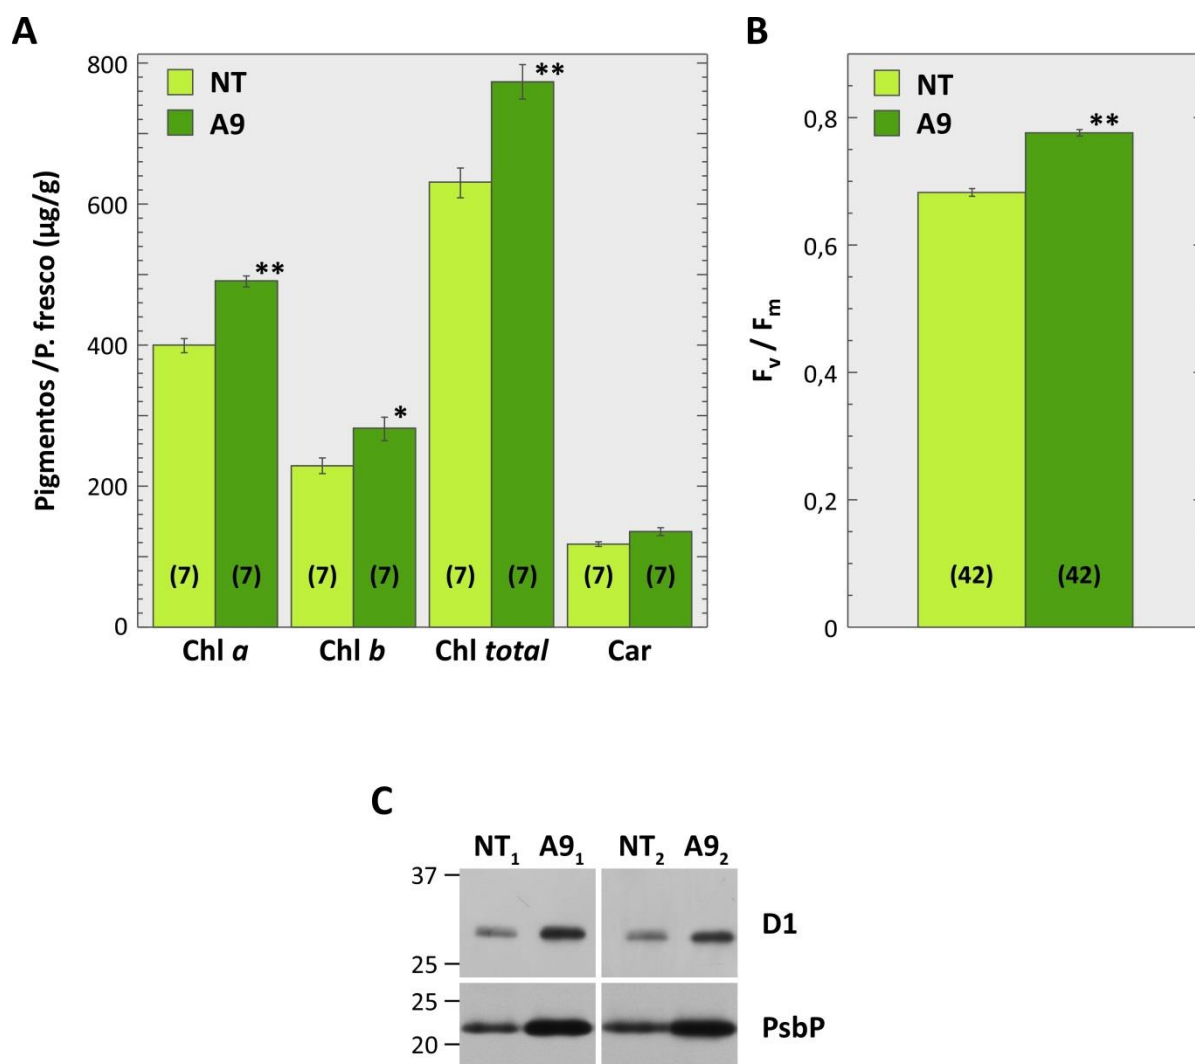 A
NT
A9
Pigmentos /P. fresco (µg/g)
800
600
400
200
0
**
**
*
(7) (7) (7) (7) (7) (7) (7) (7)
Chl a Chl b Chl total Car
B
NT
A9
F_v / F_m
0,8
0,6
0,4
0,2
0
**
(42) (42)
C
NT₁ A9₁ NT₂ A9₂
37
25
D1
25
20
PsbP